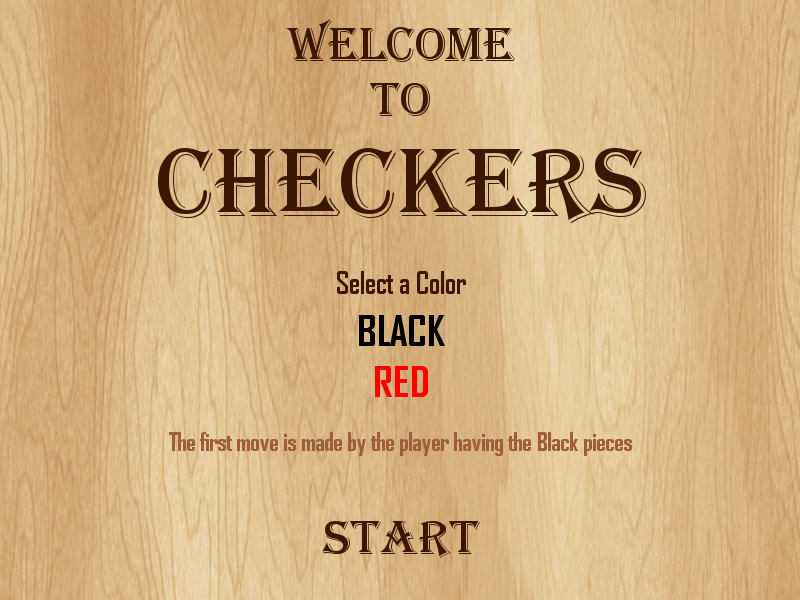 WELCOME
TO
CHECKERS
Select a Color
BLACK
RED
The first move is made by the player having the Black pieces
START